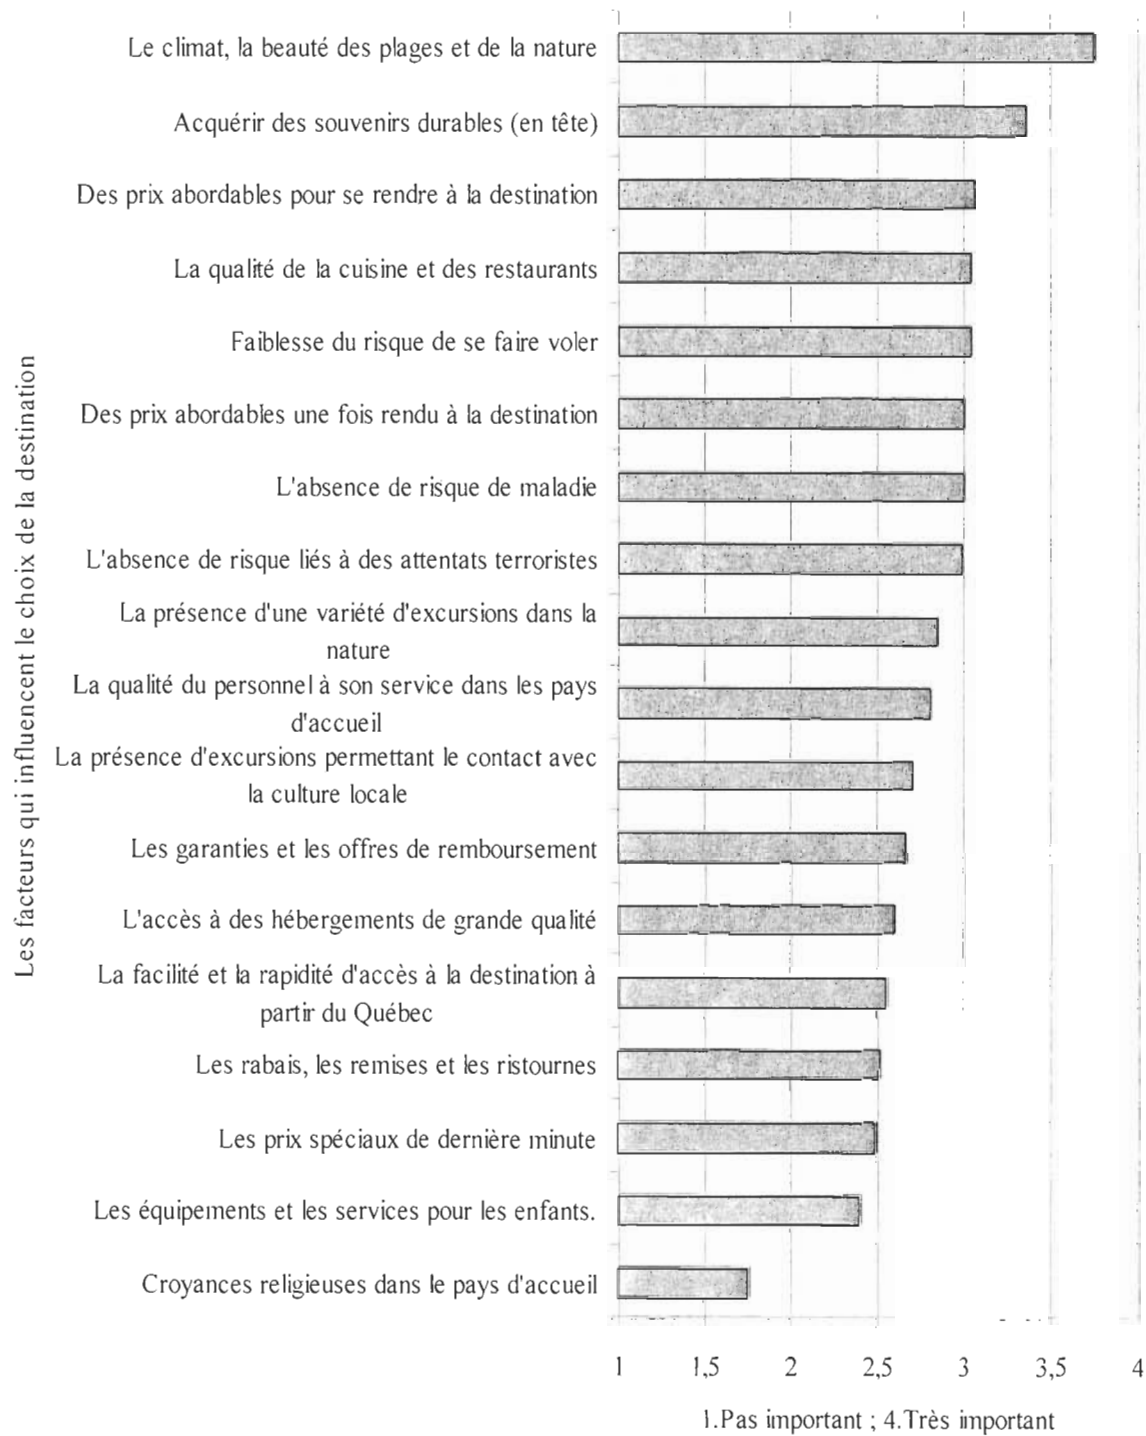 Le climat, la beauté des plages et de la nature
Acquérir des souvenirs durables (en tête)
Des prix abordables pour se rendre à la destination
La qualité de la cuisine et des restaurants
Faiblesse du risque de se faire voler
Des prix abordables une fois rendu à la destination
L'absence de risque de maladie
L'absence de risque liés à des attentats terroristes
La présence d'une variété d'excursions dans la
nature
La qualité du personnel à son service dans les pays
d'accueil
La présence d'excursions permettant le contact avec
la culture locale
Les garanties et les offres de remboursement
L'accès à des hébergements de grande qualité
La facilité et la rapidité d'accès à la destination à
partir du Québec
Les rabais, les remises et les ristournes
Les prix spéciaux de dernière minute
Les équipements et les services pour les enfants.
Croyances religieuses dans le pays d'accueil
Les facteurs qui influencent le choix de la destination
1 1,5 2 2,5 3 3,5 4
1.Pas important ; 4.Très important